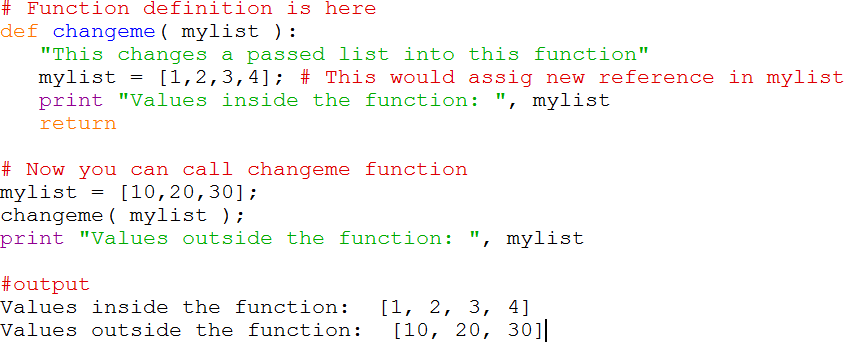 # Function definition is here
def changeme( mylist ):
   "This changes a passed list into this function"
   mylist = [1,2,3,4]; # This would assig new reference in mylist
   print "Values inside the function: ", mylist
   return
# Now you can call changeme function
mylist = [10,20,30];
changeme( mylist );
print "Values outside the function: ", mylist
#output
Values inside the function:  [1, 2, 3, 4]
Values outside the function:  [10, 20, 30]